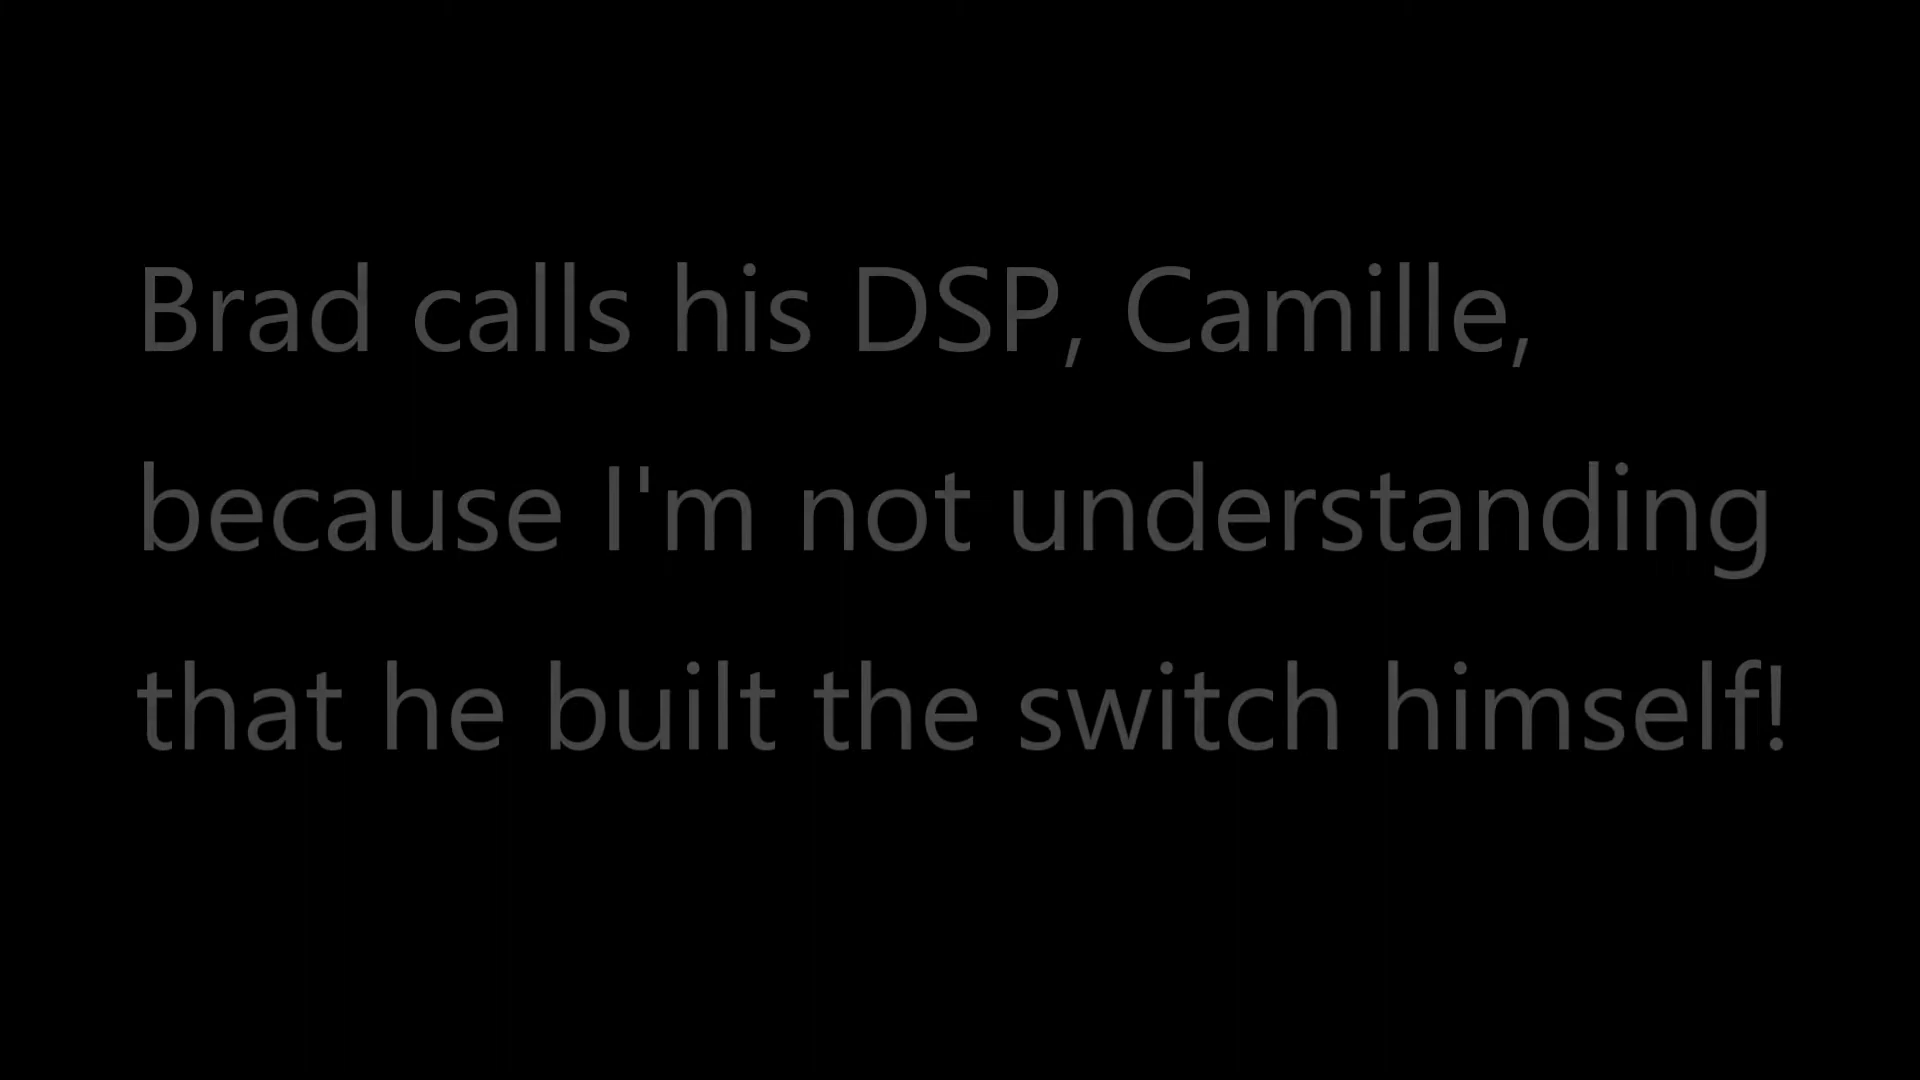 Brad calls his DSP, Camille,
because I'm not understanding
that he built the switch himself!